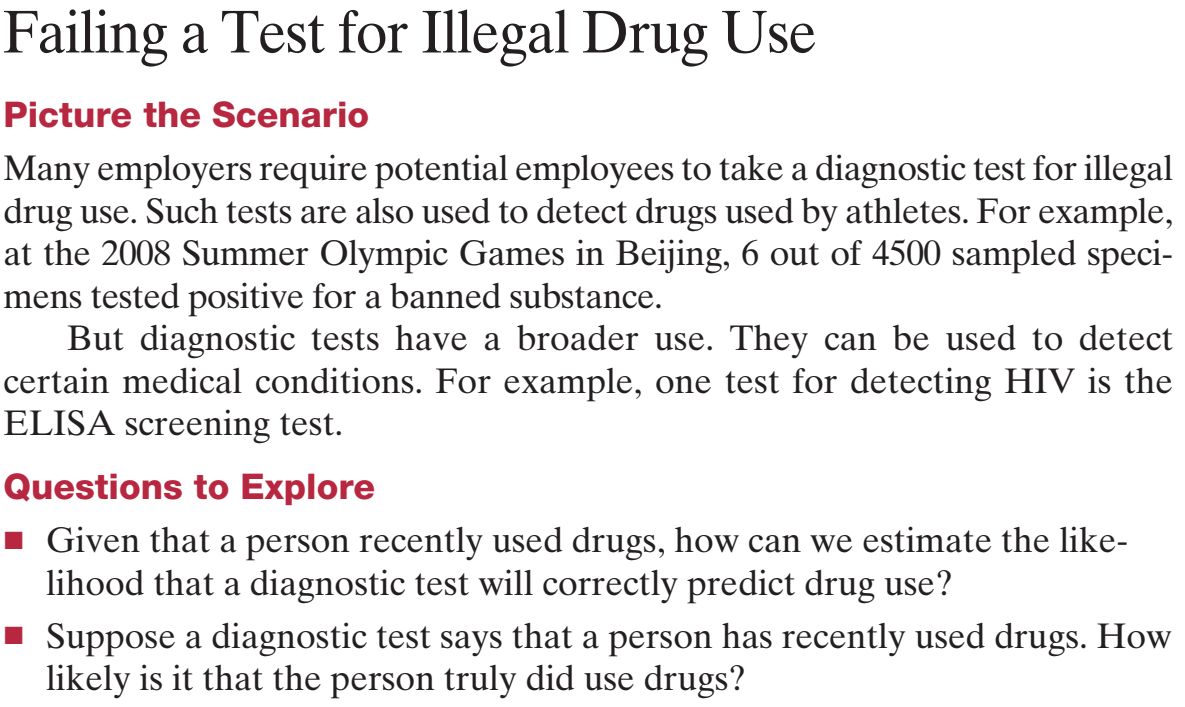 Failing a Test for Illegal Drug Use
Picture the Scenario
Many employers require potential employees to take a diagnostic test for illegal
drug use. Such tests are also used to detect drugs used by athletes. For example,
at the 2008 Summer Olympic Games in Beijing, 6 out of 4500 sampled speci-
mens tested positive for a banned substance.
But diagnostic tests have a broader use. They can be used to detect
certain medical conditions. For example, one test for detecting HIV is the
ELISA screening test.
Questions to Explore
■ Given that a person recently used drugs, how can we estimate the like-
lihood that a diagnostic test will correctly predict drug use?
■ Suppose a diagnostic test says that a person has recently used drugs. How
likely is it that the person truly did use drugs?